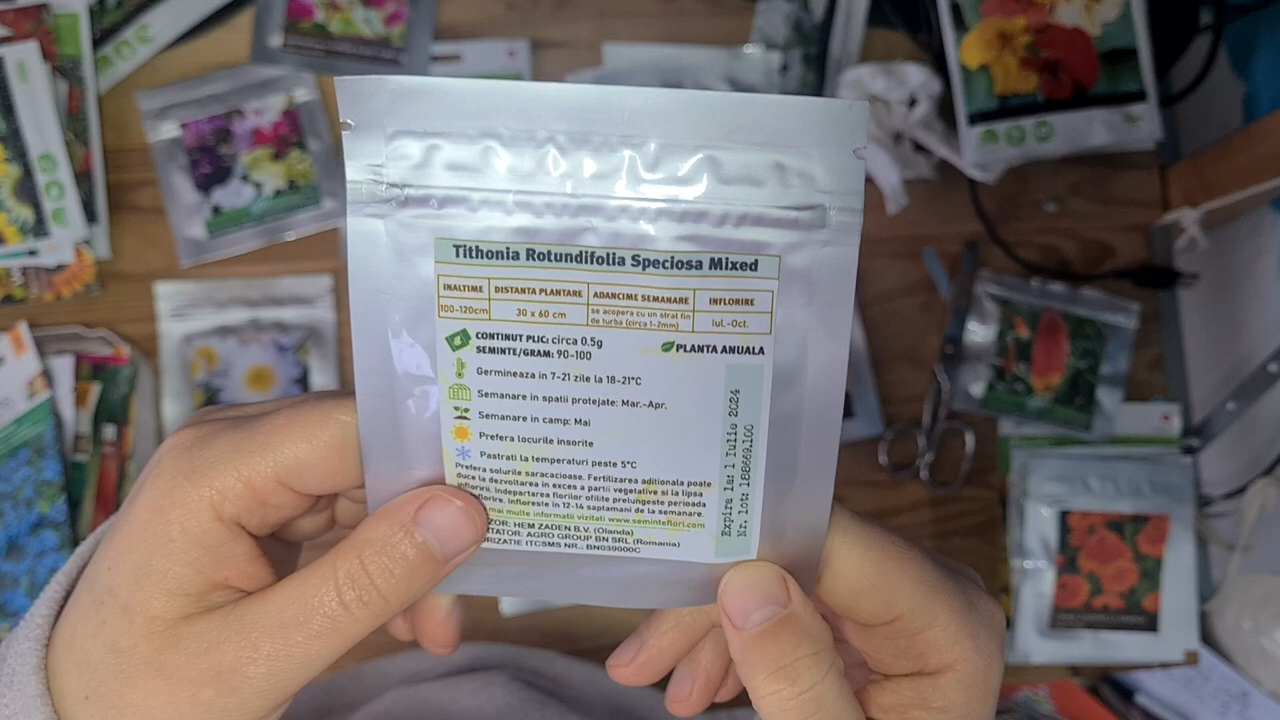 Tithonia Rotundifolia Speciosa Mixed
INALTIME DISTANTA PLANTARE ADANCIME SEMANARE INFLORIRE
100-120cm 30 x 60 cm se acopera cu un strat fin Iul.-Oct.
de turba (circa 1-2mm)
CONTINUT PLIC: circa 0.5g
SEMINTE/GRAM: 90-100
PLANTA ANUALA
Germineaza in 7-21 zile la 18-21°C
Semanare in spatii protejate: Mar.-Apr.
Semanare in camp: Mai
Prefera locurile insorite
Pastrati la temperaturi peste 5°C
Prefera solurile saracacioase. Fertilizarea aditionala poate
duce la dezvoltarea in exces a partii vegetative si la lipsa
infloririi. Indepartarea florilor ofilite prelungeste perioada
Infloreste in 12-14 saptamani de la semanare.
mai multe informatii vizitati www.seminteflori.com
HEM ZADEN B.V. (Olanda)
AGRO GROUP BN SRL (Romania)
ITCSMS NR.: BN039000C
Expira la: 1 Iulie 2024
Nr. lot: 188669.100